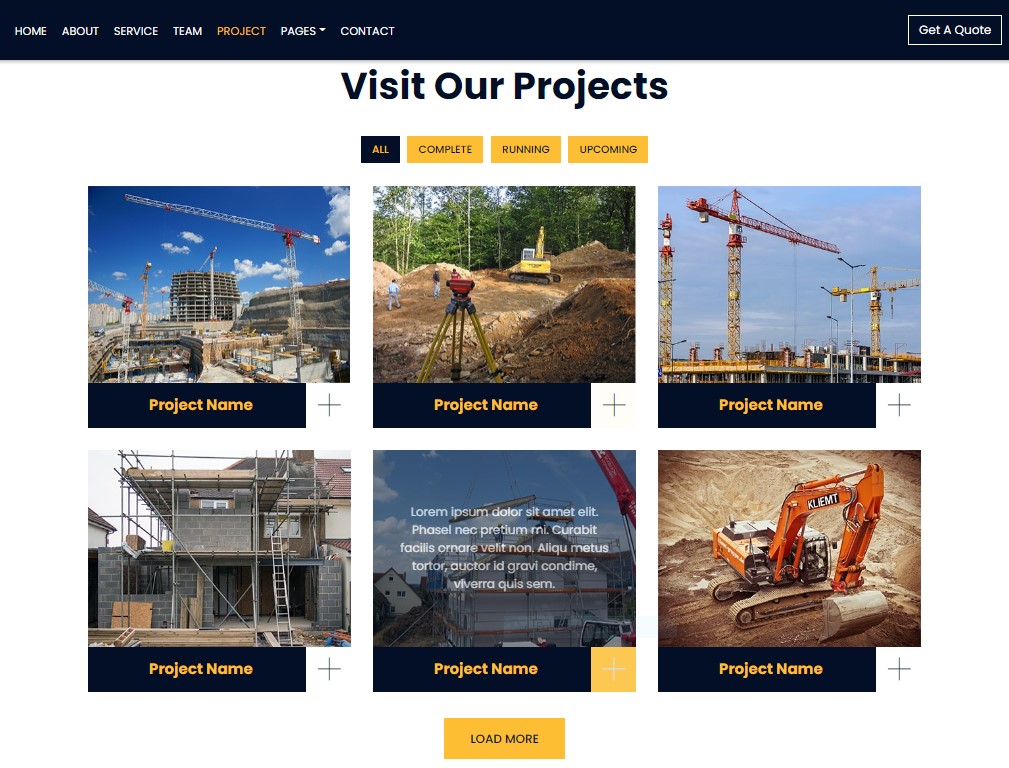 HOME ABOUT SERVICE TEAM PROJECT PAGES CONTACT Get A Quote
Visit Our Projects
ALL COMPLETE RUNNING UPCOMING
Project Name
Project Name
Project Name
Lorem ipsum dolor sit amet elit.
Phasel nec pretium mi. Curabit
facilis ornare velit non. Aliqu metus
tortor, auctor id gravi condime,
viverra quis sem.
KLIEMT
Project Name
Project Name
Project Name
LOAD MORE